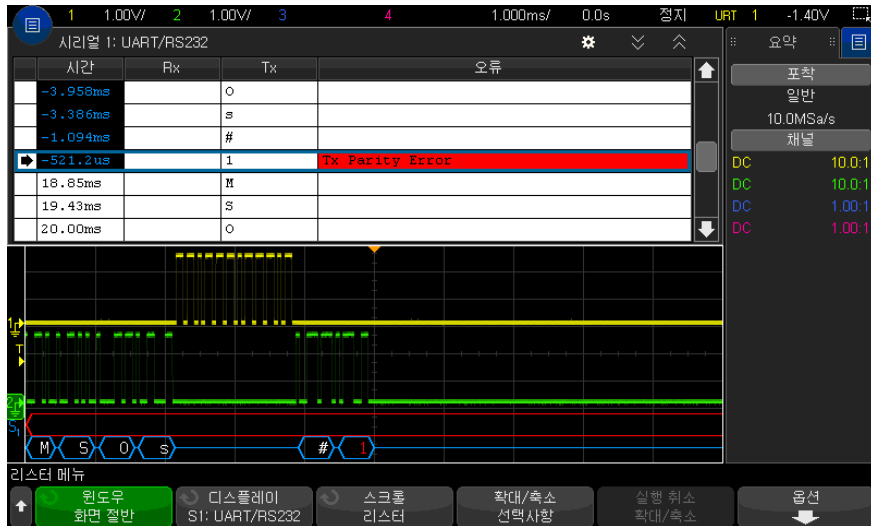 1 1.00V/ 2 1.00V/ 3 4 1.000ms/ 0.0s 정지 URT 1 -1.40V
시리얼 1: UART/RS232
요약
시간 Rx Tx 오류
-3.958ms O
-3.386ms s
-1.094ms #
-521.2us 1 Tx Parity Error
18.85ms M
19.43ms S
20.00ms O
포착
일반
10.0MSa/s
채널
DC 10.0:1
DC 10.0:1
DC 1.00:1
DC 1.00:1
1
T
2
S1
M S O s # 1
리스터 메뉴
윈도우
화면 절반
디스플레이
S1: UART/RS232
스크롤
리스터
확대/축소
선택사항
실행 취소
확대/축소
옵션